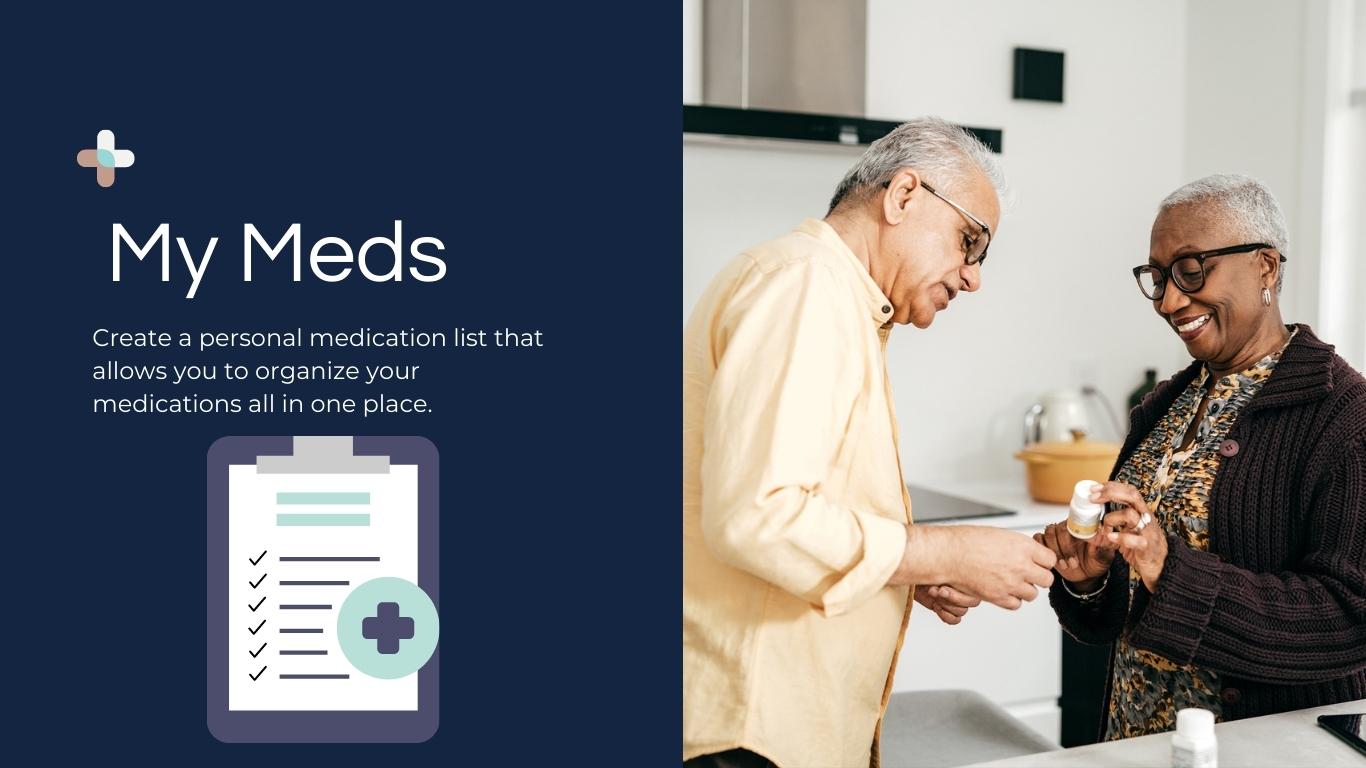 My Meds
Create a personal medication list that
allows you to organize your
medications all in one place.